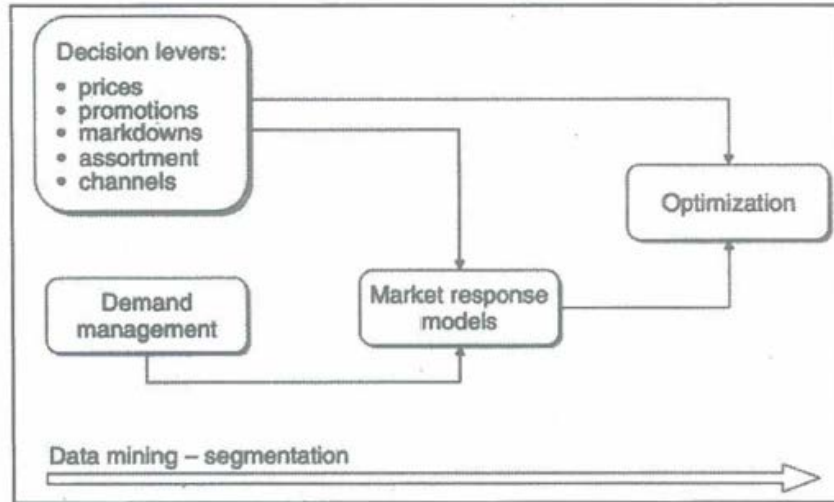 Decision levers:
• prices
• promotions
• markdowns
• assortment
• channels
Optimization
Demand
management
Market response
models
Data mining – segmentation